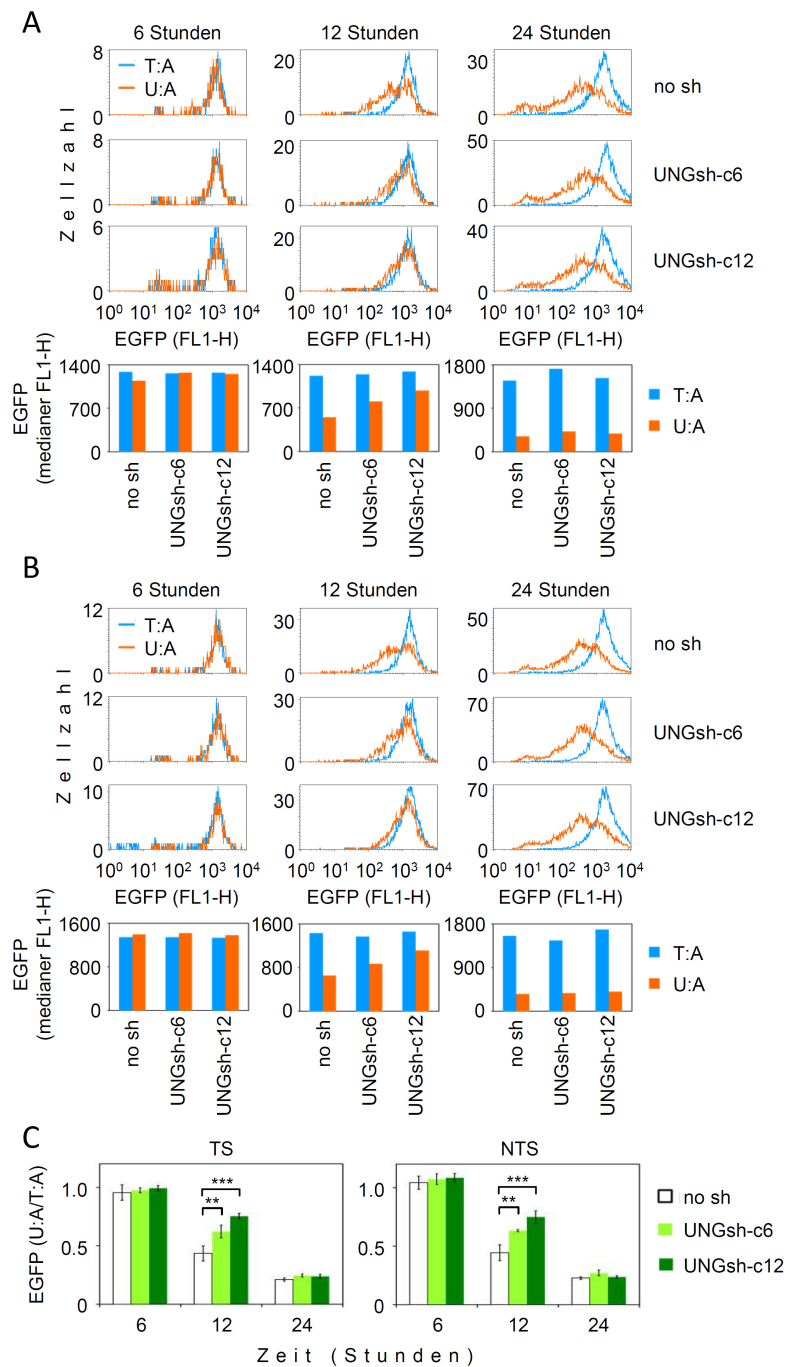 A
6 Stunden 12 Stunden 24 Stunden
8 20 30
T:A
U:A
no sh
0 0 0
8 20 50
UNGsh-c6
0 0 0
6 20 40
UNGsh-c12
0 0 0
Zellzahl
10⁰ 10¹ 10² 10³ 10⁴ 10⁰ 10¹ 10² 10³ 10⁴ 10⁰ 10¹ 10² 10³ 10⁴
EGFP (FL1-H) EGFP (FL1-H) EGFP (FL1-H)
EGFP
(medianer FL1-H)
1400 1400 1800
700 700 900
0 0 0
T:A
U:A
no sh UNGsh-c6 UNGsh-c12 no sh UNGsh-c6 UNGsh-c12 no sh UNGsh-c6 UNGsh-c12
B
6 Stunden 12 Stunden 24 Stunden
12 30 50
T:A
U:A
no sh
0 0 0
12 30 70
UNGsh-c6
0 0 0
10 30 70
UNGsh-c12
0 0 0
Zellzahl
10⁰ 10¹ 10² 10³ 10⁴ 10⁰ 10¹ 10² 10³ 10⁴ 10⁰ 10¹ 10² 10³ 10⁴
EGFP (FL1-H) EGFP (FL1-H) EGFP (FL1-H)
EGFP
(medianer FL1-H)
1600 1600 1800
800 800 900
0 0 0
T:A
U:A
no sh UNGsh-c6 UNGsh-c12 no sh UNGsh-c6 UNGsh-c12 no sh UNGsh-c6 UNGsh-c12
C
TS NTS
EGFP (U:A/T:A)
1.0 1.0
0.5 0.5
0 0
*** ***
** **
no sh
UNGsh-c6
UNGsh-c12
6 12 24 6 12 24
Zeit (Stunden)